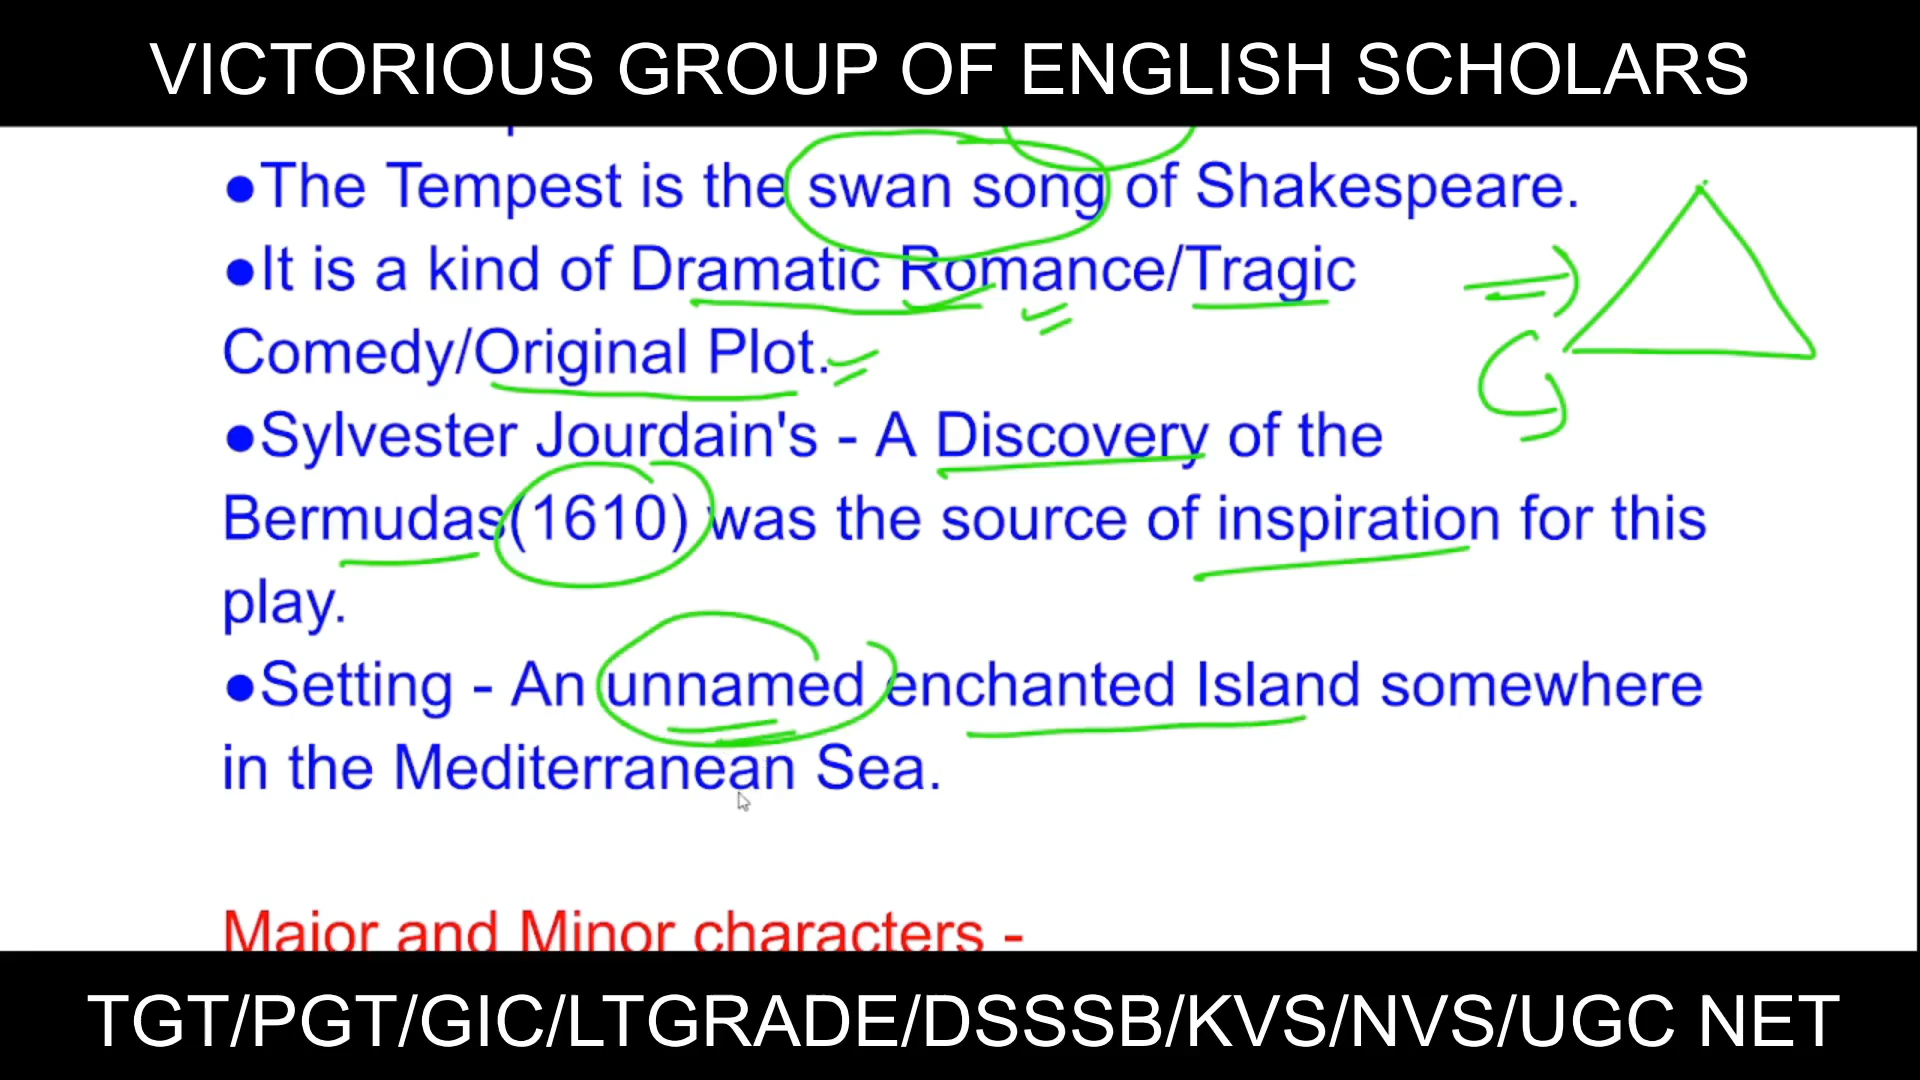 VICTORIOUS GROUP OF ENGLISH SCHOLARS
●The Tempest is the swan song of Shakespeare.
●It is a kind of Dramatic Romance/Tragic
Comedy/Original Plot.
●Sylvester Jourdain's - A Discovery of the
Bermudas(1610) was the source of inspiration for this
play.
●Setting - An unnamed enchanted Island somewhere
in the Mediterranean Sea.
Major and Minor characters -
TGT/PGT/GIC/LTGRADE/DSSSB/KVS/NVS/UGC NET